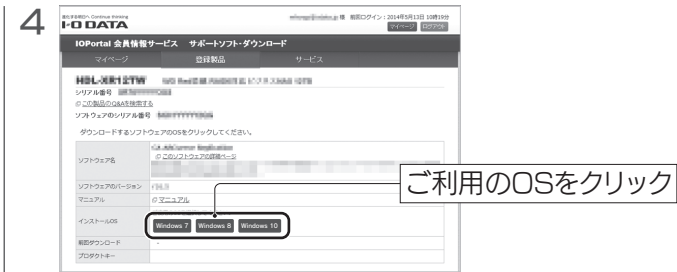 4
進化する明日へ Continue thinking
I-O DATA
様 前回ログイン : 2014年5月13日 10時19分
マイページ ログアウト
IOPortal 会員情報サービス サポートソフト・ダウンロード
マイページ 登録製品 サービス
HDL-XR12TW
シリアル番号
この製品のQ&Aを検索する
ソフトウェアのシリアル番号
ダウンロードするソフトウェアのOSをクリックしてください。
ソフトウェア名
このソフトウェアの詳細ページ
ソフトウェアのバージョン
マニュアル マニュアル
インストールOS Windows 7 Windows 8 Windows 10
前回ダウンロード -
プロダクトキー
ご利用のOSをクリック